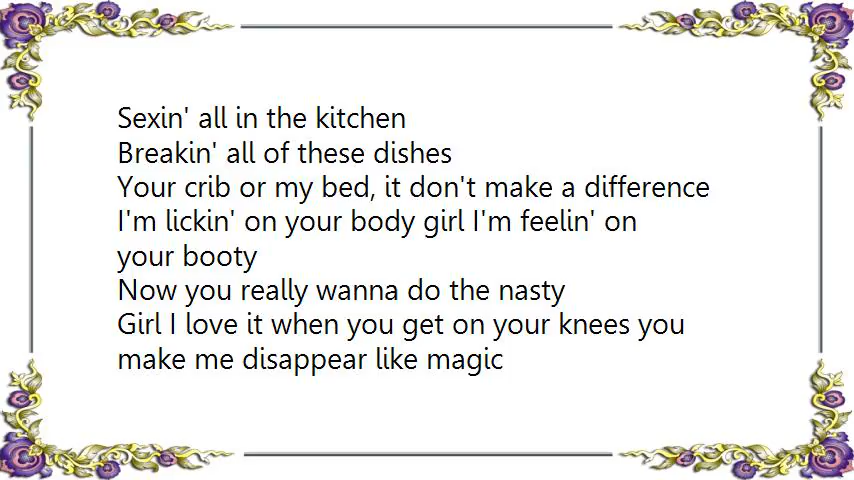 Sexin' all in the kitchen
Breakin' all of these dishes
Your crib or my bed, it don't make a difference
I'm lickin' on your body girl I'm feelin' on
your booty
Now you really wanna do the nasty
Girl I love it when you get on your knees you
make me disappear like magic